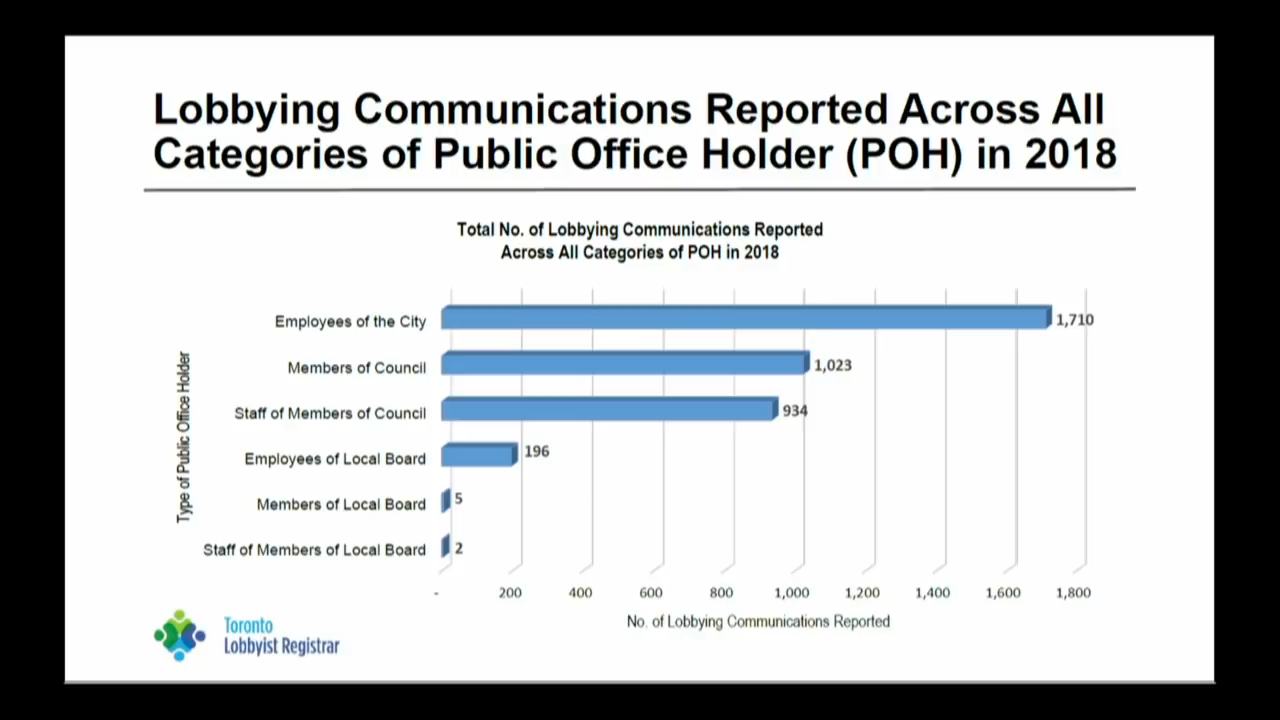 Lobbying Communications Reported Across All
Categories of Public Office Holder (POH) in 2018
Total No. of Lobbying Communications Reported
Across All Categories of POH in 2018
Type of Public Office Holder
Employees of the City 1,710
Members of Council 1,023
Staff of Members of Council 934
Employees of Local Board 196
Members of Local Board 5
Staff of Members of Local Board 2
- 200 400 600 800 1,000 1,200 1,400 1,600 1,800
No. of Lobbying Communications Reported
Toronto
Lobbyist Registrar